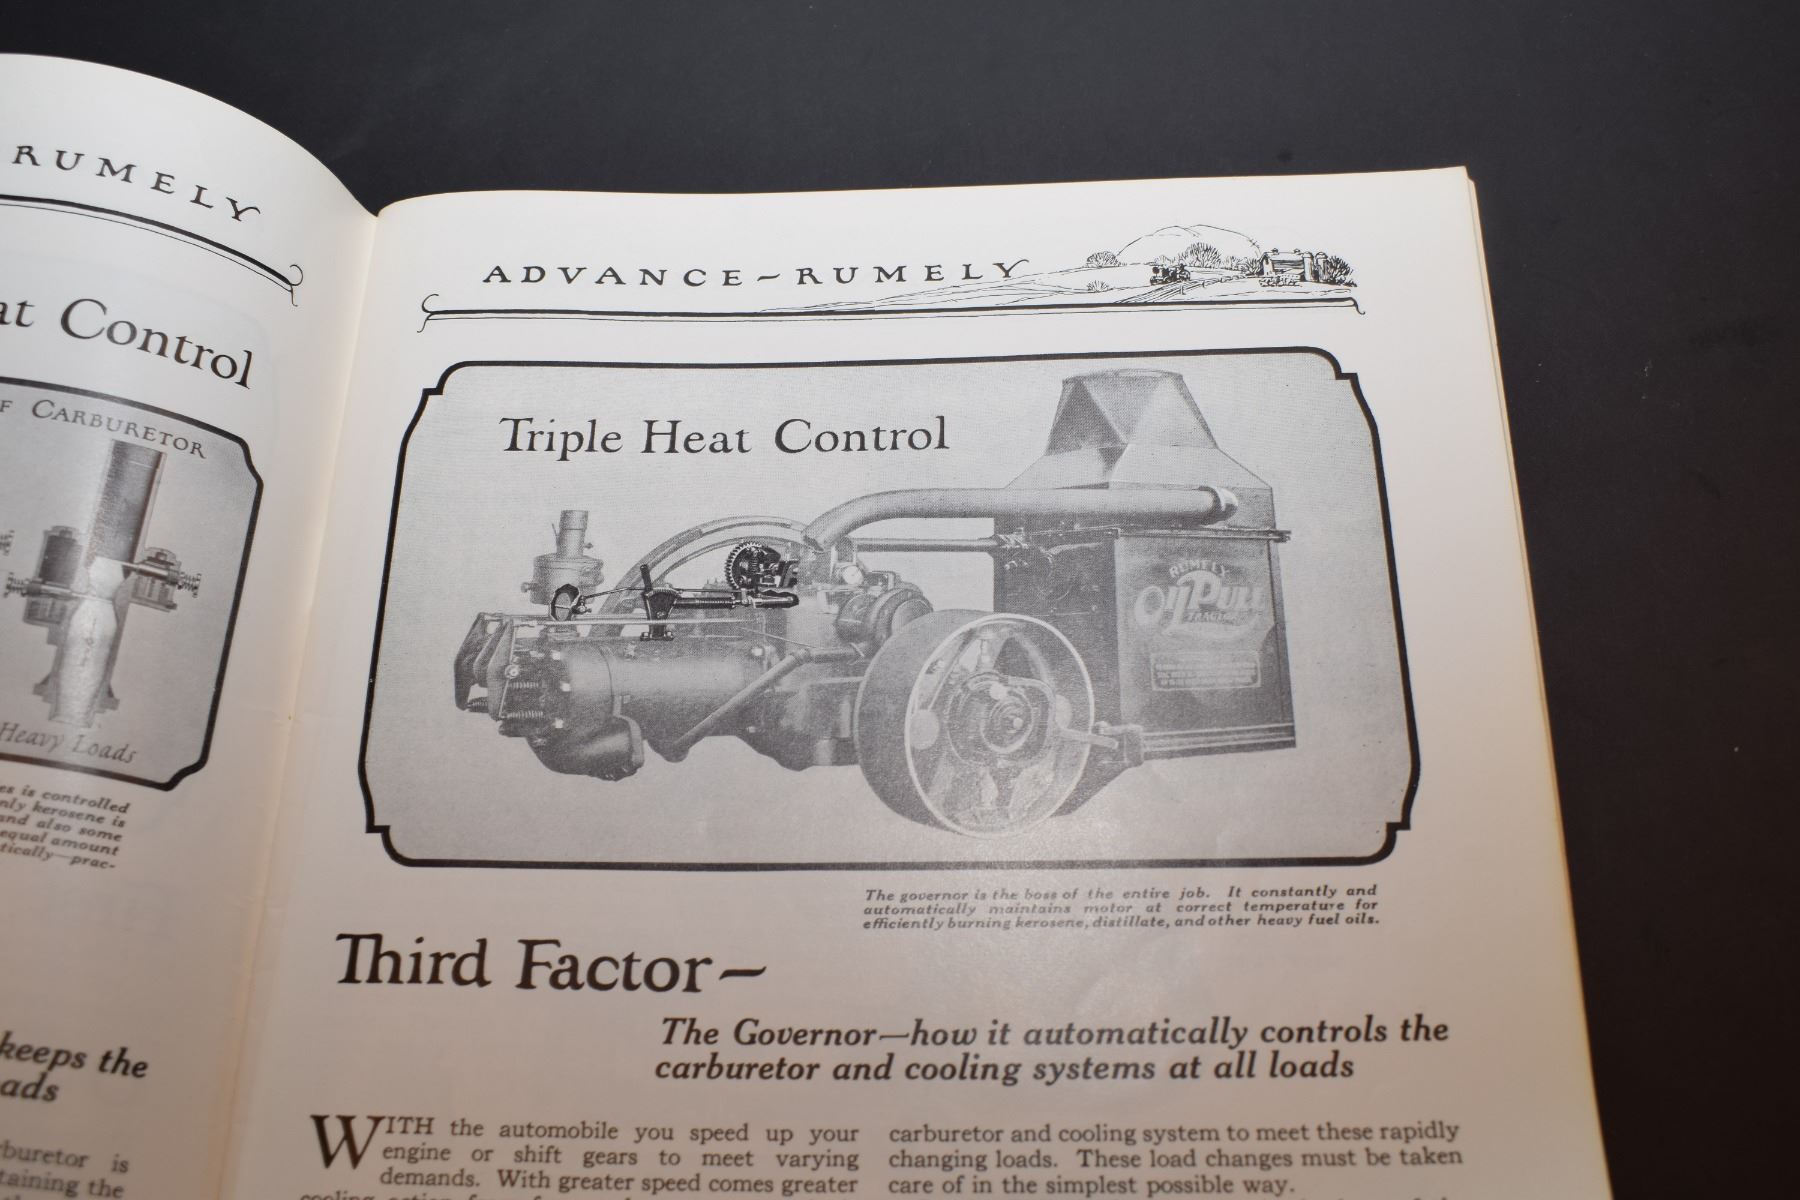 RUMELY
at Control
F CARBURETOR
Heavy Loads
es is controlled
nly kerosene is
and also some
equal amount
tically—prac-
keeps the
ads
rburetor is
taining the
ADVANCE~RUMELY
Triple Heat Control
RUMELY
OILPULL
TRACTOR
The governor is the boss of the entire job. It constantly and
automatically maintains motor at correct temperature for
efficiently burning kerosene, distillate, and other heavy fuel oils.
Third Factor~
The Governor—how it automatically controls the
carburetor and cooling systems at all loads
WITH the automobile you speed up your
engine or shift gears to meet varying
demands. With greater speed comes greater
carburetor and cooling system to meet these rapidly
changing loads. These load changes must be taken
care of in the simplest possible way.